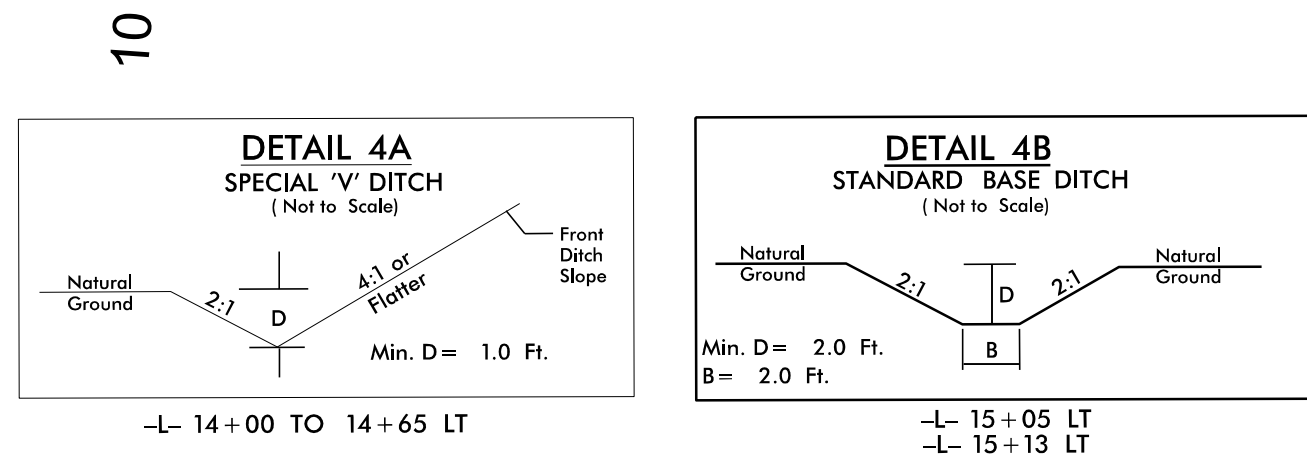 10
DETAIL 4A
SPECIAL 'V' DITCH
( Not to Scale)
Natural
Ground
2:1
D
4:1 or
Flatter
Front
Ditch
Slope
Min. D= 1.0 Ft.
–L– 14+00 TO 14+65 LT
DETAIL 4B
STANDARD BASE DITCH
( Not to Scale)
Natural
Ground
2:1
D
2:1
Natural
Ground
Min. D= 2.0 Ft.
B
B= 2.0 Ft.
–L– 15+05 LT
–L– 15+13 LT